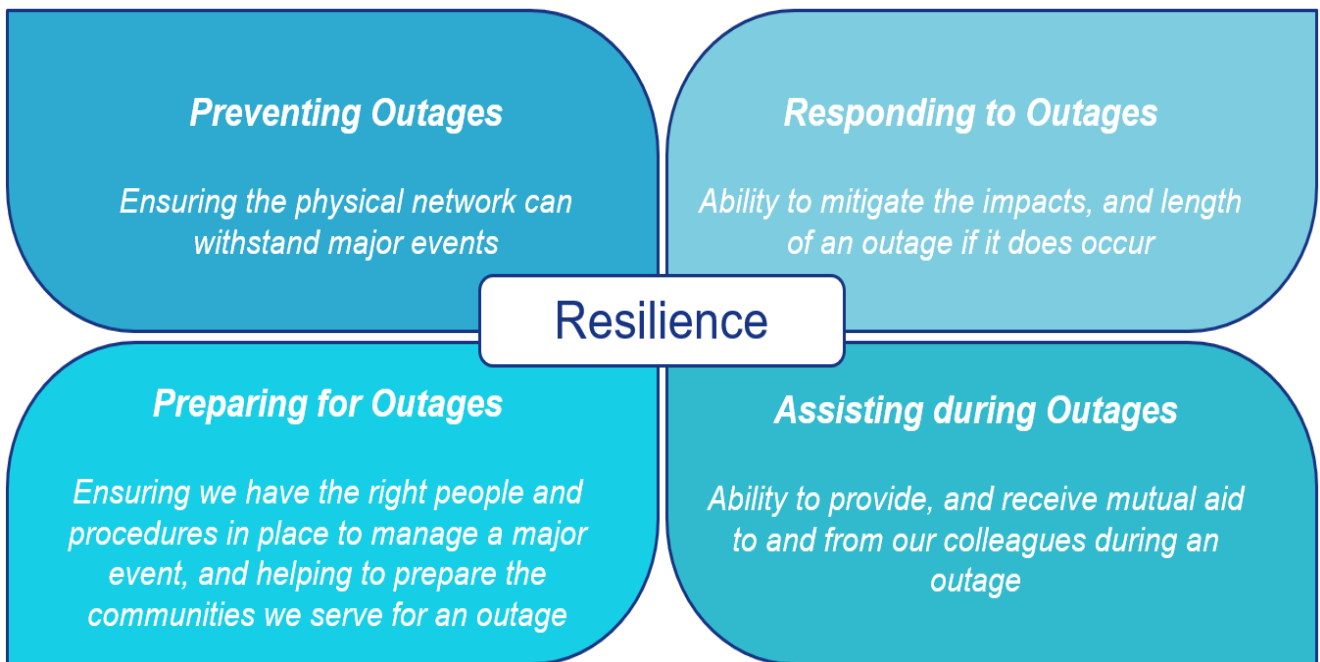 Preventing Outages
Ensuring the physical network can
withstand major events
Responding to Outages
Ability to mitigate the impacts, and length
of an outage if it does occur
Resilience
Preparing for Outages
Ensuring we have the right people and
procedures in place to manage a major
event, and helping to prepare the
communities we serve for an outage
Assisting during Outages
Ability to provide, and receive mutual aid
to and from our colleagues during an
outage